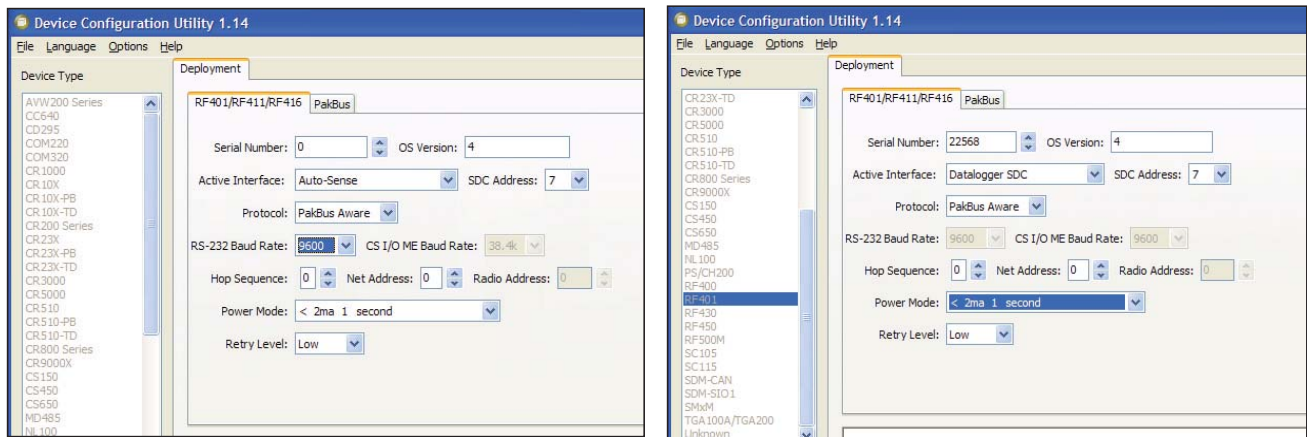 Device Configuration Utility 1.14
File Language Options Help
Device Type
AVW200 Series
CC640
CD295
COM220
COM320
CR1000
CR10X
CR10X-PB
CR10X-TD
CR200 Series
CR23X
CR23X-PB
CR23X-TD
CR3000
CR5000
CR510
CR510-PB
CR510-TD
CR800 Series
CR9000X
CS150
CS450
CS650
MD485
NL100
Deployment
RF401/RF411/RF416 PakBus
Serial Number: 0 OS Version: 4
Active Interface: Auto-Sense SDC Address: 7
Protocol: PakBus Aware
RS-232 Baud Rate: 9600 CS I/O ME Baud Rate: 38.4k
Hop Sequence: 0 Net Address: 0 Radio Address: 0
Power Mode: < 2ma 1 second
Retry Level: Low
Device Configuration Utility 1.14
File Language Options Help
Device Type
CR23X-TD
CR3000
CR5000
CR510
CR510-PB
CR510-TD
CR800 Series
CR9000X
CS150
CS450
CS650
MD485
NL100
PS/CH200
RF400
RF401
RF430
RF450
RF500M
SC105
SC115
SDM-CAN
SDM-SIO1
SMxM
TGA100A/TGA200
Unknown
Deployment
RF401/RF411/RF416 PakBus
Serial Number: 22568 OS Version: 4
Active Interface: Datalogger SDC SDC Address: 7
Protocol: PakBus Aware
RS-232 Baud Rate: 9600 CS I/O ME Baud Rate: 9600
Hop Sequence: 0 Net Address: 0 Radio Address: 0
Power Mode: < 2ma 1 second
Retry Level: Low